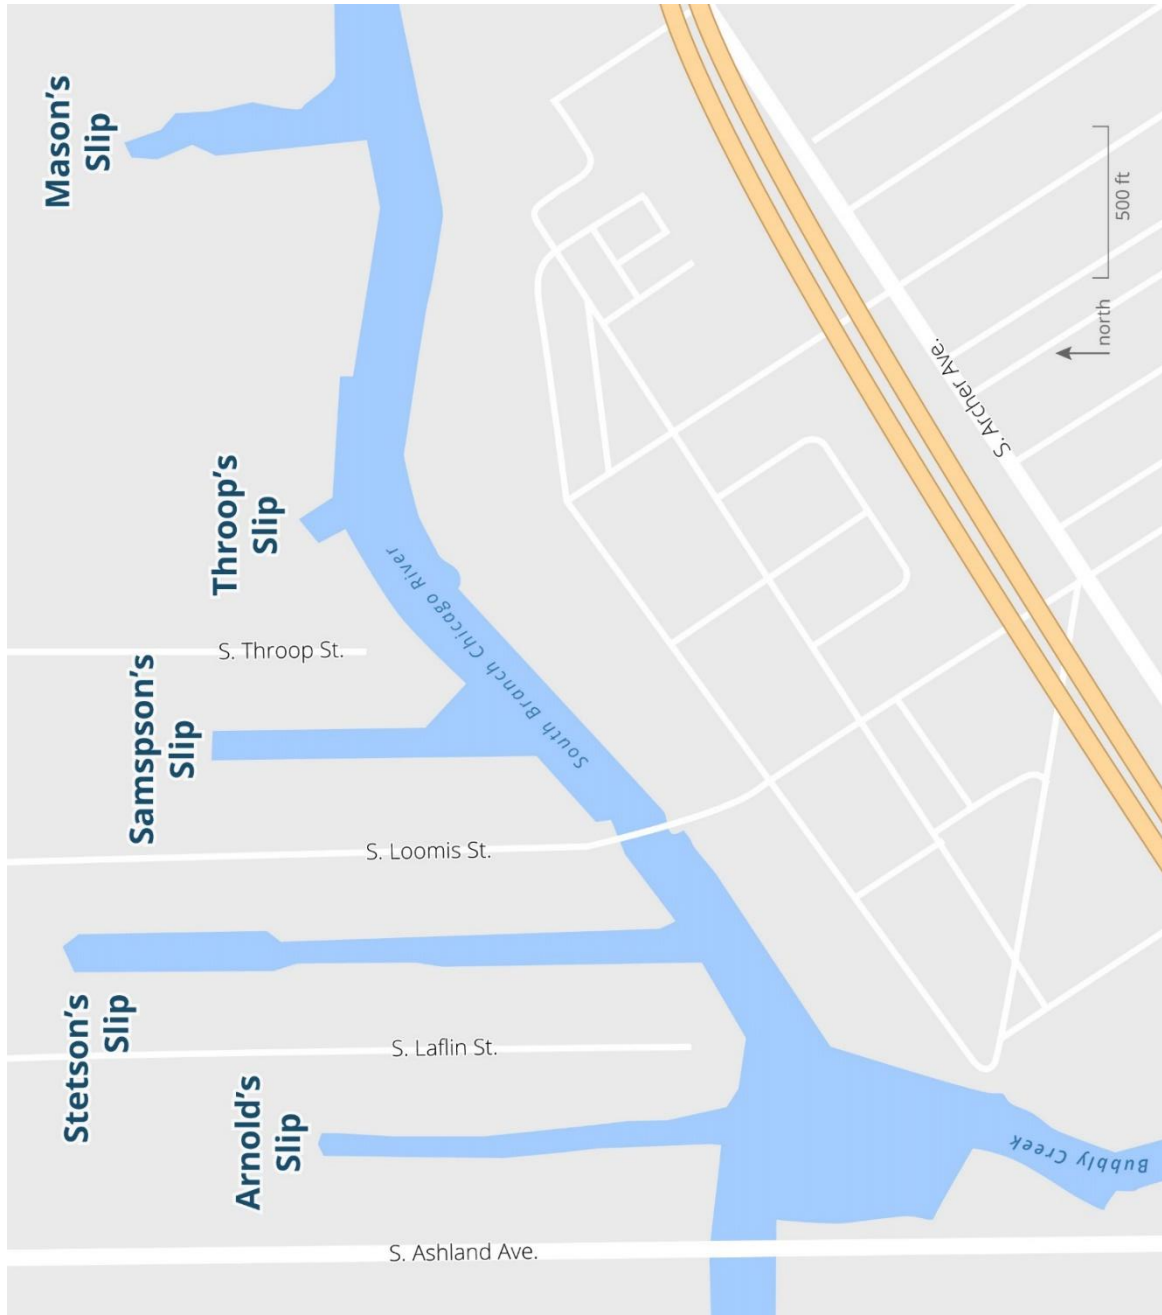 Mason's
Slip
500 ft
north
S. Archer Ave.
Throop's
Slip
South Branch Chicago River
S. Throop St.
Samspson's
Slip
S. Loomis St.
Stetson's
Slip
S. Laflin St.
Arnold's
Slip
Bubbly Creek
S. Ashland Ave.